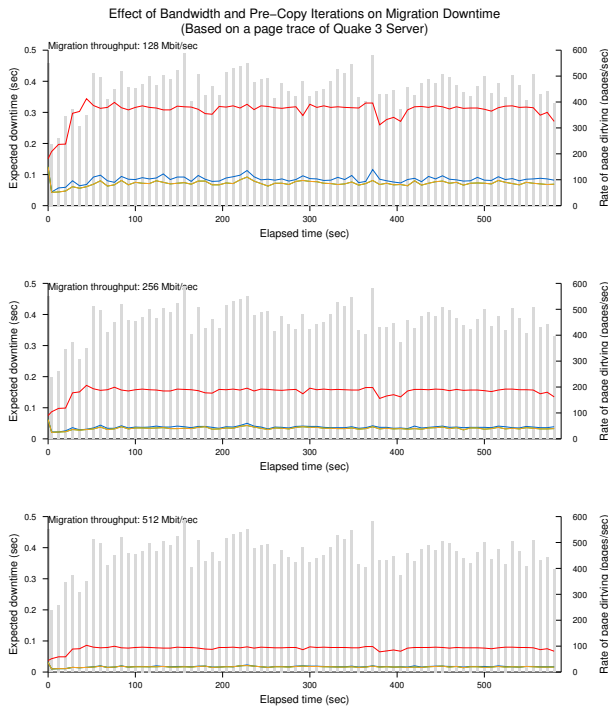 Effect of Bandwidth and Pre−Copy Iterations on Migration Downtime
(Based on a page trace of Quake 3 Server)
Migration throughput: 128 Mbit/sec
Expected downtime (sec)
0.5
0.4
0.3
0.2
0.1
0
600
500
400
300
200
100
0
Rate of page dirtying (pages/sec)
0 100 200 300 400 500
Elapsed time (sec)
Migration throughput: 256 Mbit/sec
Expected downtime (sec)
0.5
0.4
0.3
0.2
0.1
0
600
500
400
300
200
100
0
Rate of page dirtying (pages/sec)
0 100 200 300 400 500
Elapsed time (sec)
Migration throughput: 512 Mbit/sec
Expected downtime (sec)
0.5
0.4
0.3
0.2
0.1
0
600
500
400
300
200
100
0
Rate of page dirtying (pages/sec)
0 100 200 300 400 500
Elapsed time (sec)